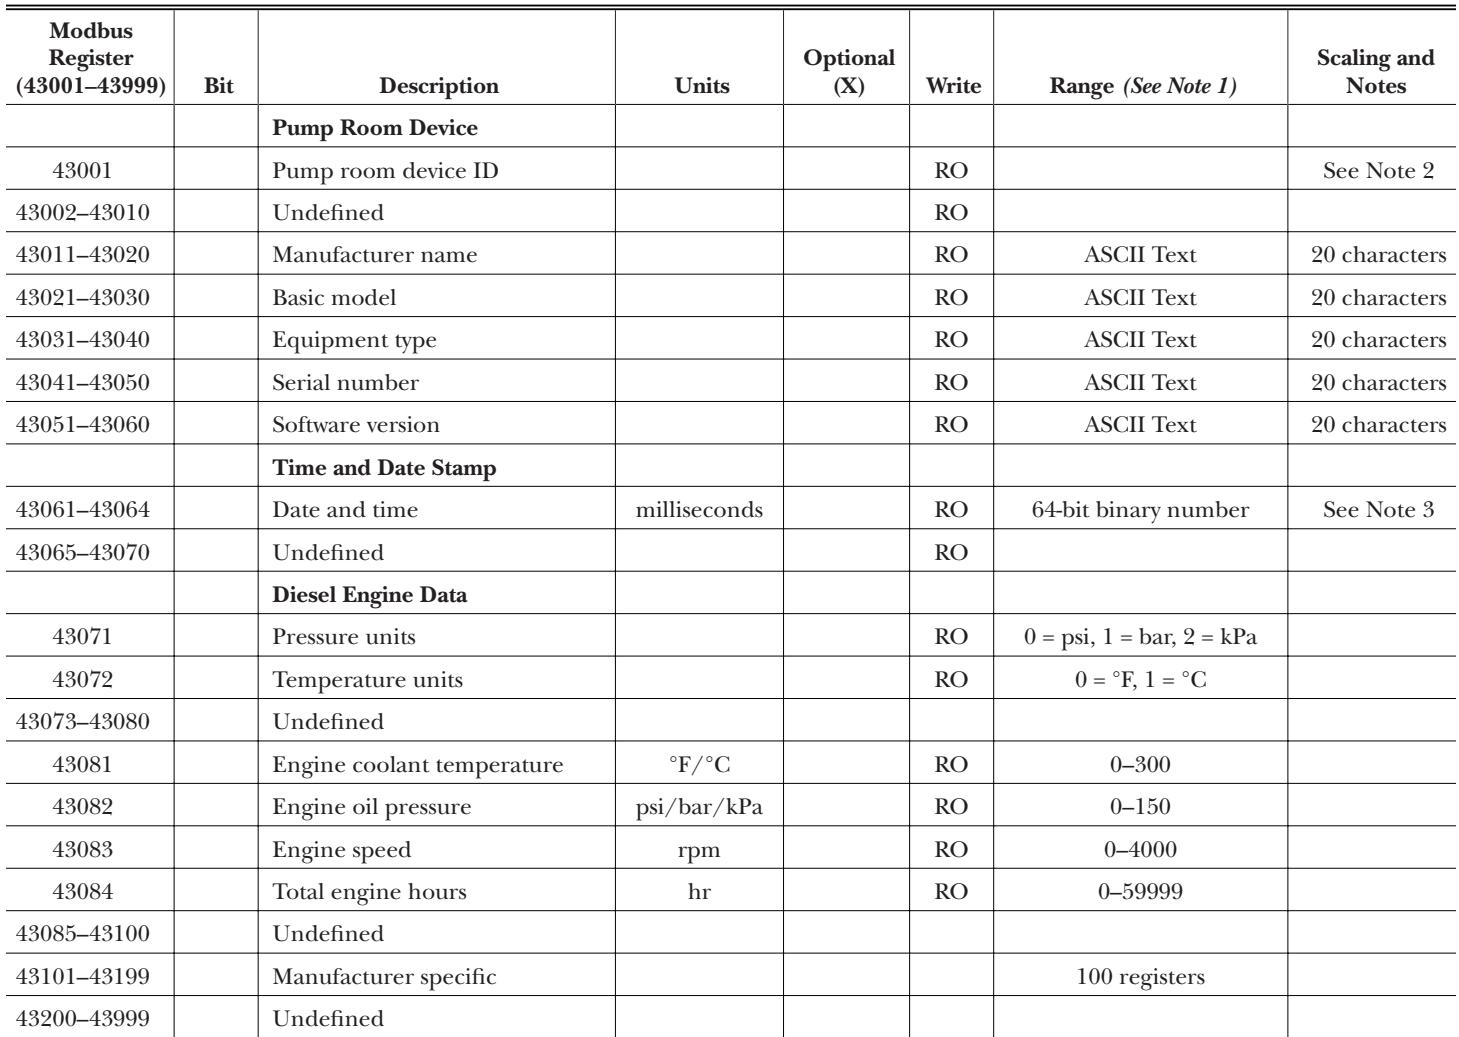 Modbus Register (43001–43999) Bit Description Units Optional (X) Write Range (See Note 1) Scaling and Notes
Pump Room Device
43001 Pump room device ID RO See Note 2
43002–43010 Undefined RO
43011–43020 Manufacturer name RO ASCII Text 20 characters
43021–43030 Basic model RO ASCII Text 20 characters
43031–43040 Equipment type RO ASCII Text 20 characters
43041–43050 Serial number RO ASCII Text 20 characters
43051–43060 Software version RO ASCII Text 20 characters
Time and Date Stamp
43061–43064 Date and time milliseconds RO 64-bit binary number See Note 3
43065–43070 Undefined RO
Diesel Engine Data
43071 Pressure units RO 0 = psi, 1 = bar, 2 = kPa
43072 Temperature units RO 0 = °F, 1 = °C
43073–43080 Undefined
43081 Engine coolant temperature °F/°C RO 0–300
43082 Engine oil pressure psi/bar/kPa RO 0–150
43083 Engine speed rpm RO 0–4000
43084 Total engine hours hr RO 0–59999
43085–43100 Undefined
43101–43199 Manufacturer specific 100 registers
43200–43999 Undefined